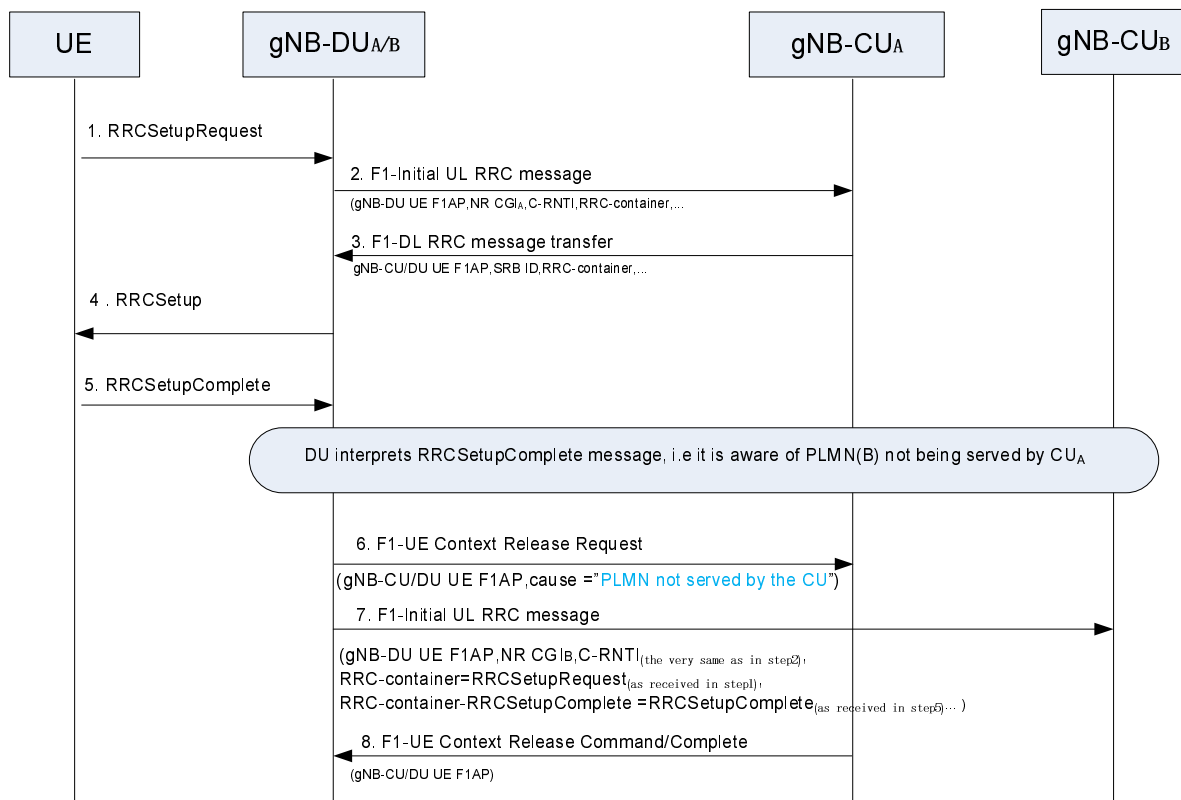 UE
gNB-DUA/B
gNB-CUA
gNB-CUB
1. RRCSetupRequest
2. F1-Initial UL RRC message
(gNB-DU UE F1AP,NR CGIA,C-RNTI,RRC-container,...
3. F1-DL RRC message transfer
gNB-CU/DU UE F1AP,SRB ID,RRC-container,...
4 . RRCSetup
5. RRCSetupComplete
DU interprets RRCSetupComplete message, i.e it is aware of PLMN(B) not being served by CUA
6. F1-UE Context Release Request
(gNB-CU/DU UE F1AP,cause ="PLMN not served by the CU")
7. F1-Initial UL RRC message
(gNB-DU UE F1AP,NR CGIB,C-RNTI(the very same as in step2),
RRC-container=RRCSetupRequest(as received in step1),
RRC-container-RRCSetupComplete =RRCSetupComplete(as received in step5)... )
8. F1-UE Context Release Command/Complete
(gNB-CU/DU UE F1AP)